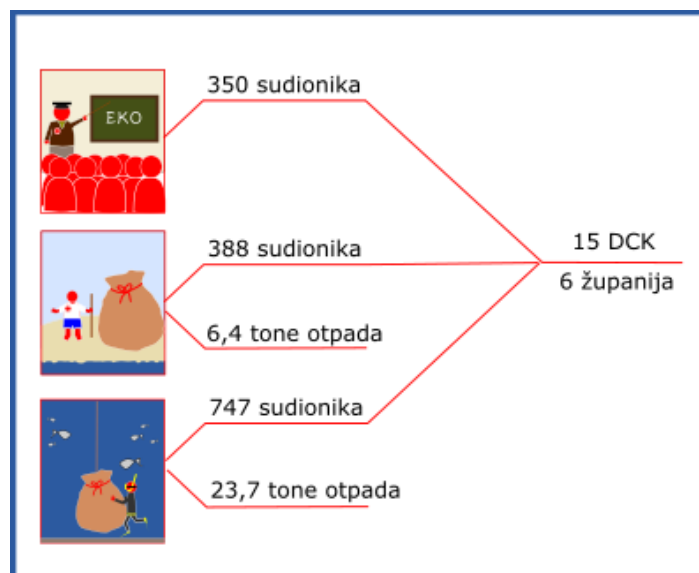 350 sudionika
EKO
388 sudionika
15 DCK
6 županija
6,4 tone otpada
747 sudionika
23,7 tone otpada